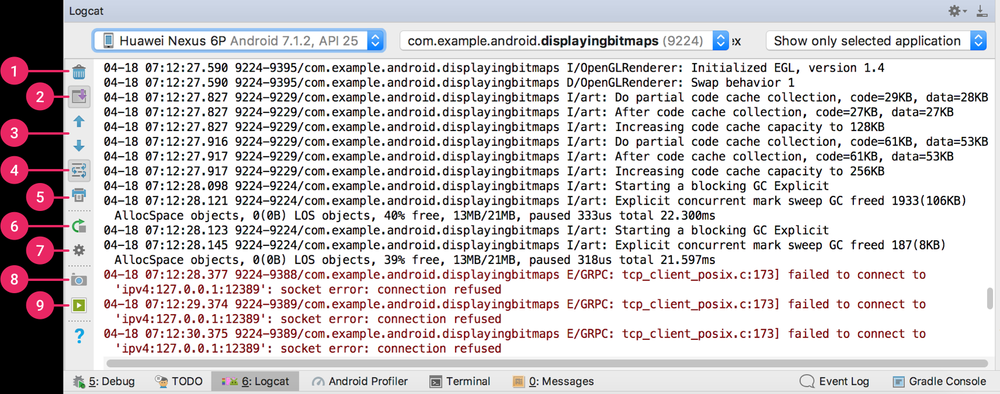 Logcat
Huawei Nexus 6P Android 7.1.2, API 25
com.example.android.displayingbitmaps (9224)
ex
Show only selected application
1
2
3
4
5
6
7
8
9
?
04-18 07:12:27.590 9224-9395/com.example.android.displayingbitmaps I/OpenGLRenderer: Initialized EGL, version 1.4
04-18 07:12:27.590 9224-9395/com.example.android.displayingbitmaps D/OpenGLRenderer: Swap behavior 1
04-18 07:12:27.827 9224-9229/com.example.android.displayingbitmaps I/art: Do partial code cache collection, code=29KB, data=28KB
04-18 07:12:27.827 9224-9229/com.example.android.displayingbitmaps I/art: After code cache collection, code=27KB, data=27KB
04-18 07:12:27.827 9224-9229/com.example.android.displayingbitmaps I/art: Increasing code cache capacity to 128KB
04-18 07:12:27.916 9224-9229/com.example.android.displayingbitmaps I/art: Do partial code cache collection, code=61KB, data=53KB
04-18 07:12:27.917 9224-9229/com.example.android.displayingbitmaps I/art: After code cache collection, code=61KB, data=53KB
04-18 07:12:27.917 9224-9229/com.example.android.displayingbitmaps I/art: Increasing code cache capacity to 256KB
04-18 07:12:28.098 9224-9224/com.example.android.displayingbitmaps I/art: Starting a blocking GC Explicit
04-18 07:12:28.121 9224-9224/com.example.android.displayingbitmaps I/art: Explicit concurrent mark sweep GC freed 1933(106KB)
AllocSpace objects, 0(0B) LOS objects, 40% free, 13MB/21MB, paused 333us total 22.300ms
04-18 07:12:28.123 9224-9224/com.example.android.displayingbitmaps I/art: Starting a blocking GC Explicit
04-18 07:12:28.145 9224-9224/com.example.android.displayingbitmaps I/art: Explicit concurrent mark sweep GC freed 187(8KB)
AllocSpace objects, 0(0B) LOS objects, 39% free, 13MB/21MB, paused 318us total 21.597ms
04-18 07:12:28.377 9224-9388/com.example.android.displayingbitmaps E/GRPC: tcp_client_posix.c:173] failed to connect to
'ipv4:127.0.0.1:12389': socket error: connection refused
04-18 07:12:29.374 9224-9389/com.example.android.displayingbitmaps E/GRPC: tcp_client_posix.c:173] failed to connect to
'ipv4:127.0.0.1:12389': socket error: connection refused
04-18 07:12:30.375 9224-9389/com.example.android.displayingbitmaps E/GRPC: tcp_client_posix.c:173] failed to connect to
'ipv4:127.0.0.1:12389': socket error: connection refused
5: Debug
TODO
6: Logcat
Android Profiler
Terminal
0: Messages
Event Log
Gradle Console